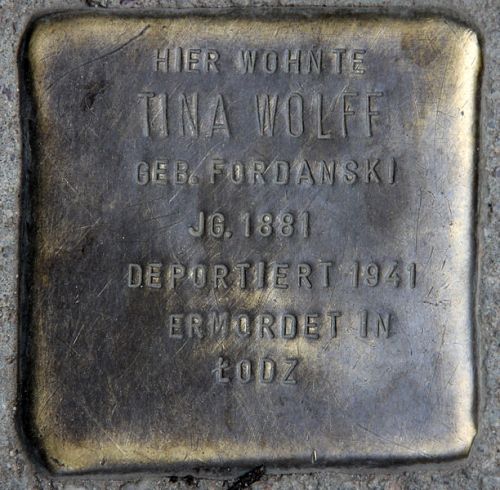 HIER WOHNTE
TINA WOLFF
GEB. FORDANSKI
JG. 1881
DEPORTIERT 1941
ERMORDET IN
ŁODZ